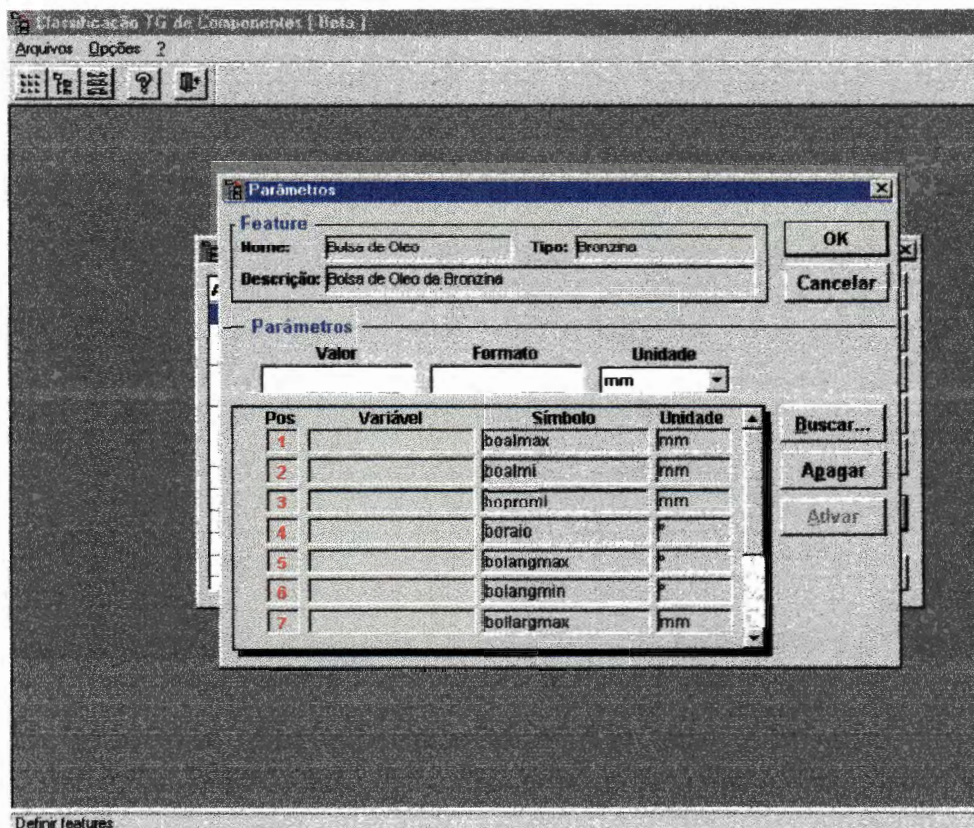 Classificação TG de Componentes [ Beta ]
Arquivos Opções ?
Parâmetros
Feature
Nome: Bolsa de Oleo Tipo: Bronzina
OK
Descrição: Bolsa de Oleo da Bronzina
Cancelar
Parâmetros
Valor Formato Unidade
mm
Pos Variável Símbolo Unidade
Buscar...
1 boalmax mm
2 boalmi mm
Apagar
3 bopromi mm
Ativar
4 boraio °
5 bolangmax °
6 bolangmin °
7 bollargmax mm
Definir features